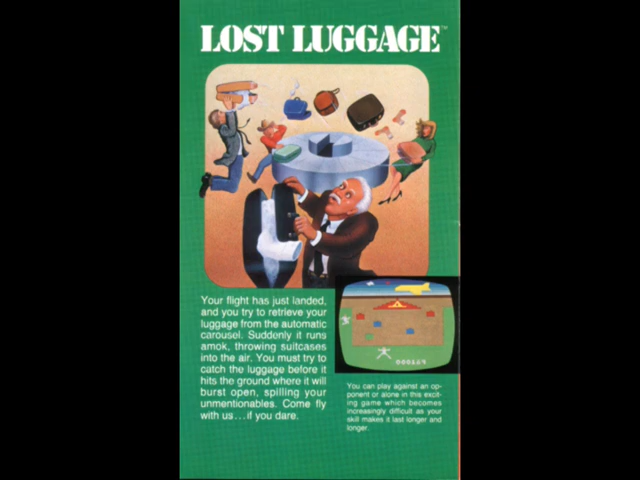 LOST LUGGAGE™
Your flight has just landed,
and you try to retrieve your
luggage from the automatic
carousel. Suddenly it runs
amok, throwing suitcases
into the air. You must try to
catch the luggage before it
hits the ground where it will
burst open, spilling your
unmentionables. Come fly
with us...if you dare.
You can play against an op-
ponent or alone in this excit-
ing game which becomes
increasingly difficult as your
skill makes it last longer and
longer.